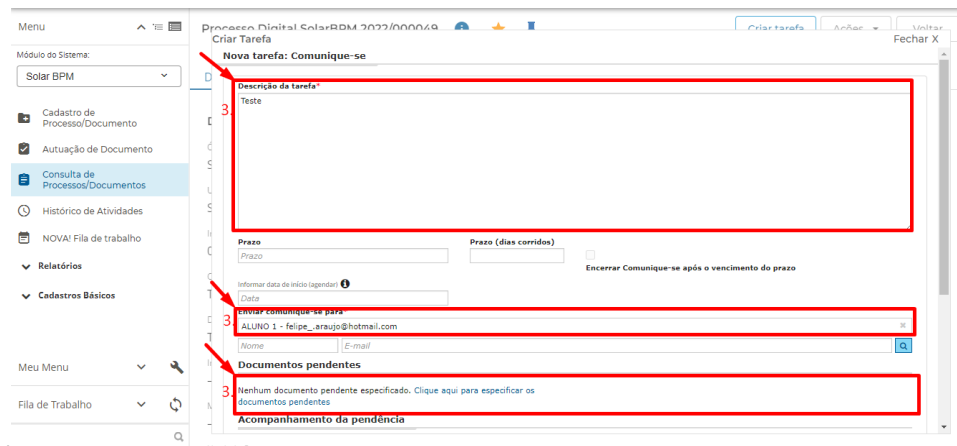 Menu
Módulo do Sistema:
Solar BPM
Cadastro de
Processo/Documento
Autuação de Documento
Consulta de
Processos/Documentos
Histórico de Atividades
NOVA! Fila de trabalho
Relatórios
Cadastros Básicos
Meu Menu
Fila de Trabalho
Processo Digital SolarBPM 2022/000049
Criar tarefa
Ações
Voltar
Criar Tarefa
Fechar X
Nova tarefa: Comunique-se
3.
Descrição da tarefa*
Teste
Prazo
Prazo (dias corridos)
Prazo
Encerrar Comunique-se após o vencimento do prazo
Informar data de início (agendar)
Data
3.
Enviar comunique-se para*
ALUNO 1 - felipe_.araujo@hotmail.com
Nome
E-mail
Documentos pendentes
3.
Nenhum documento pendente especificado. Clique aqui para especificar os
documentos pendentes
Acompanhamento da pendência